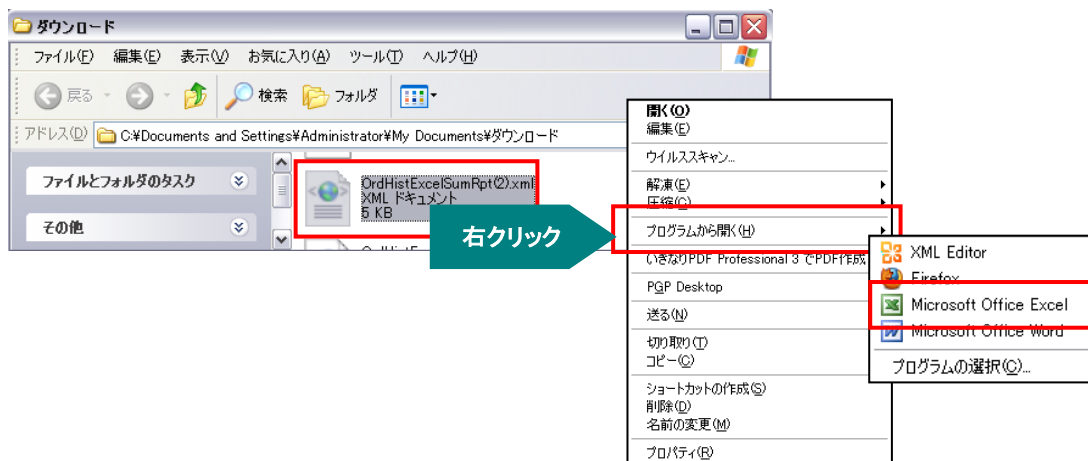 ダウンロード
ファイル(F) 編集(E) 表示(V) お気に入り(A) ツール(T) ヘルプ(H)
戻る 検索 フォルダ
アドレス(D) C:¥Documents and Settings¥Administrator¥My Documents¥ダウンロード
ファイルとフォルダのタスク
その他
OrdHistExcelSumRpt(2).xml
XML ドキュメント
5 KB
右クリック
開く(O)
編集(E)
ウイルススキャン...
解凍(E)
圧縮(C)
プログラムから開く(H)
いきなりPDF Professional 3 でPDF作成
PGP Desktop
送る(N)
切り取り(T)
コピー(C)
ショートカットの作成(S)
削除(D)
名前の変更(M)
プロパティ(R)
XML Editor
Firefox
Microsoft Office Excel
Microsoft Office Word
プログラムの選択(C)...